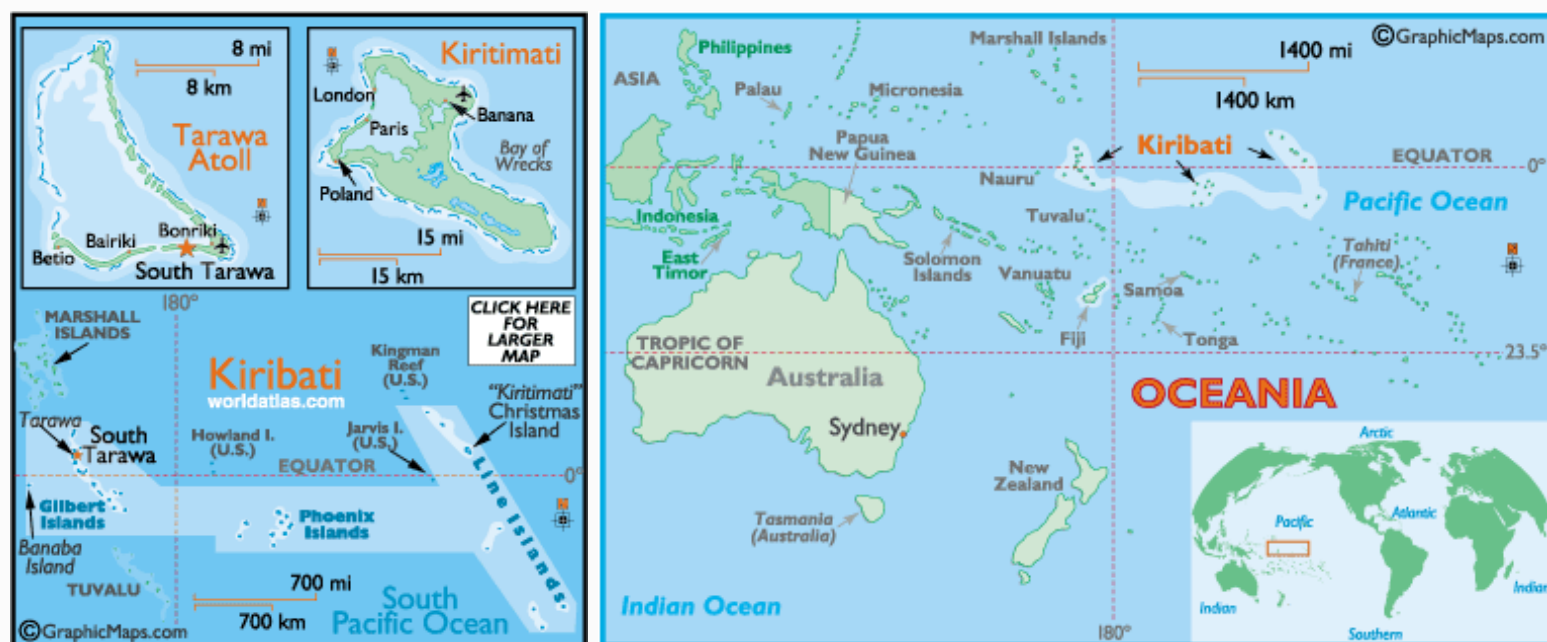 8 mi
8 km
Tarawa
Atoll
Betio
Bairiki
Bonriki
South Tarawa
Kiritimati
London
Paris
Banana
Bay of
Wrecks
Poland
15 mi
15 km
180°
MARSHALL
ISLANDS
CLICK HERE
FOR
LARGER
MAP
Kiribati
worldatlas.com
Kingman
Reef
(U.S.)
"Kiritimati"
Christmas
Island
Tarawa
South
Tarawa
Howland I.
(U.S.)
Jarvis I.
(U.S.)
EQUATOR
0°
Line Islands
Gilbert
Islands
Phoenix
Islands
Banaba
Island
TUVALU
700 mi
700 km
South
Pacific Ocean
©GraphicMaps.com
©GraphicMaps.com
Philippines
Marshall Islands
1400 mi
1400 km
ASIA
Palau
Micronesia
Papua
New Guinea
Kiribati
EQUATOR
0°
Nauru
Pacific Ocean
Indonesia
Tuvalu
East
Timor
Solomon
Islands
Vanuatu
Samoa
Tahiti
(France)
Fiji
Tonga
TROPIC OF
CAPRICORN
23.5°
Australia
OCEANIA
Sydney
New
Zealand
Tasmania
(Australia)
Indian Ocean
180°
Arctic
Pacific
Atlantic
Indian
Indian
Southern